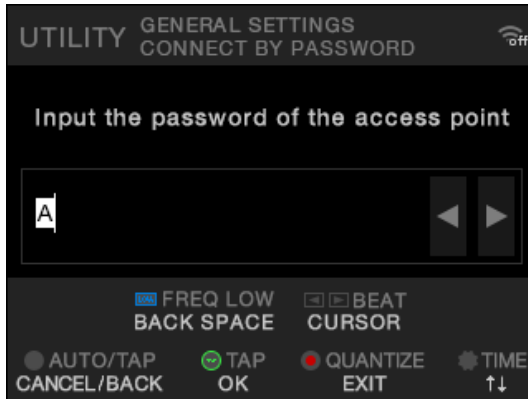 UTILITY GENERAL SETTINGS
CONNECT BY PASSWORD
off
Input the password of the access point
A
FREQ LOW BEAT
BACK SPACE CURSOR
AUTO/TAP TAP QUANTIZE TIME
CANCEL/BACK OK EXIT ↑↓